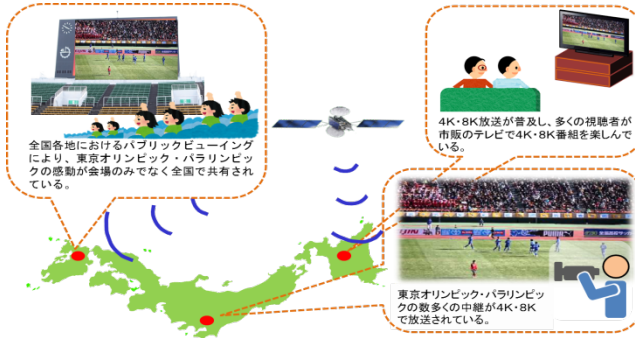 全国各地におけるパブリックビューイング
により、東京オリンピック・パラリンピッ
クの感動が会場のみでなく全国で共有され
ている。
4K・8K放送が普及し、多くの視聴者が
市販のテレビで4K・8K番組を楽しんで
いる。
PUMA
東京オリンピック・パラリンピッ
クの数多くの中継が4K・8K
で放送されている。